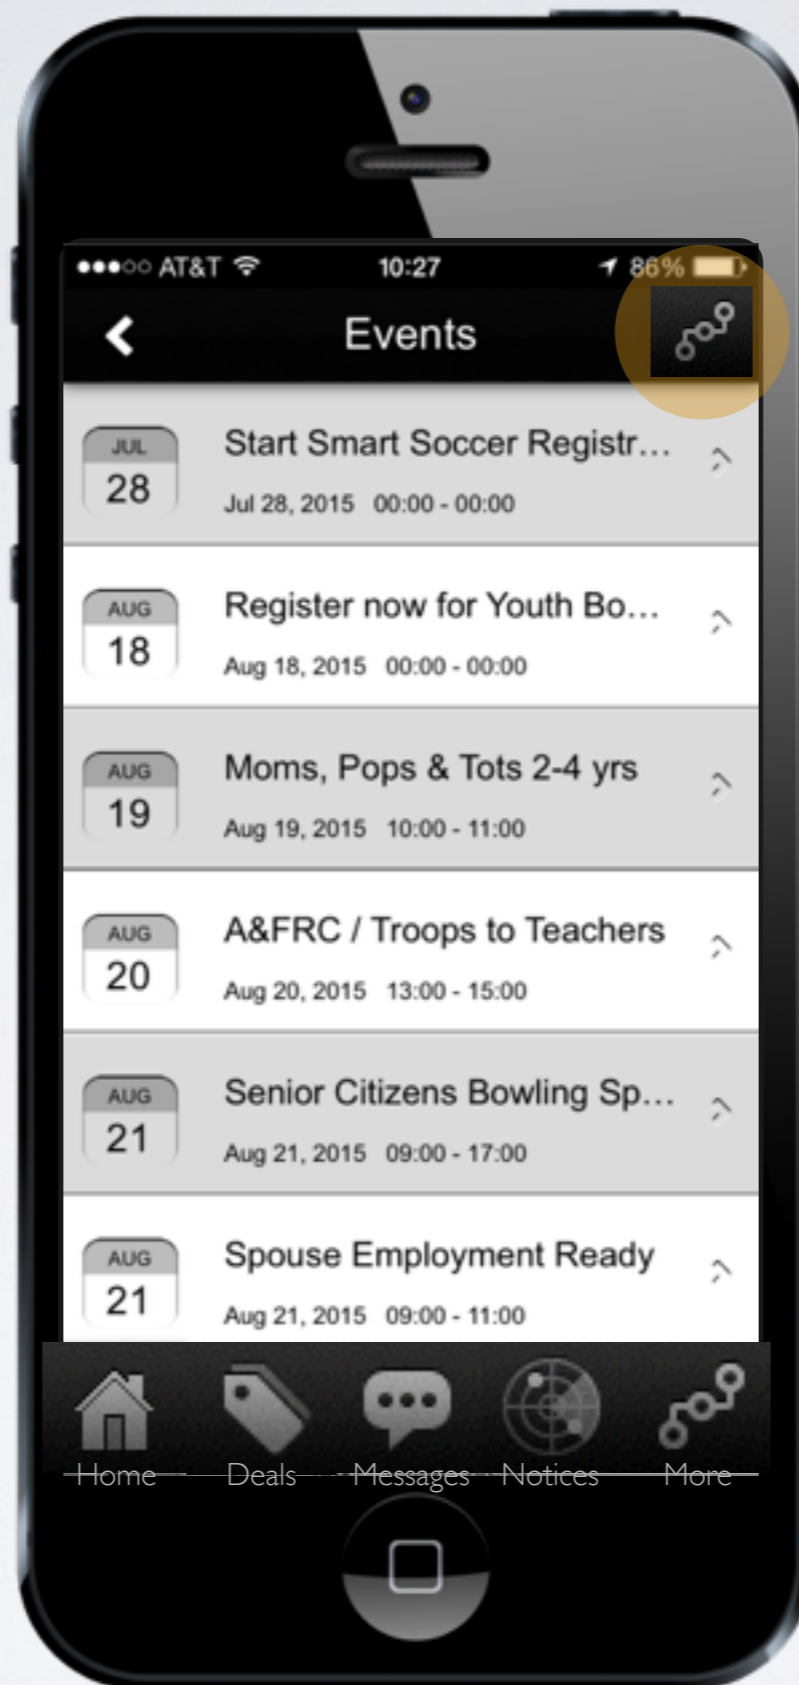 AT&T 10:27 86%
Events
JUL
28
Start Smart Soccer Registr...
Jul 28, 2015 00:00 - 00:00
AUG
18
Register now for Youth Bo...
Aug 18, 2015 00:00 - 00:00
AUG
19
Moms, Pops & Tots 2-4 yrs
Aug 19, 2015 10:00 - 11:00
AUG
20
A&FRC / Troops to Teachers
Aug 20, 2015 13:00 - 15:00
AUG
21
Senior Citizens Bowling Sp...
Aug 21, 2015 09:00 - 17:00
AUG
21
Spouse Employment Ready
Aug 21, 2015 09:00 - 11:00
Home Deals Messages Notices More